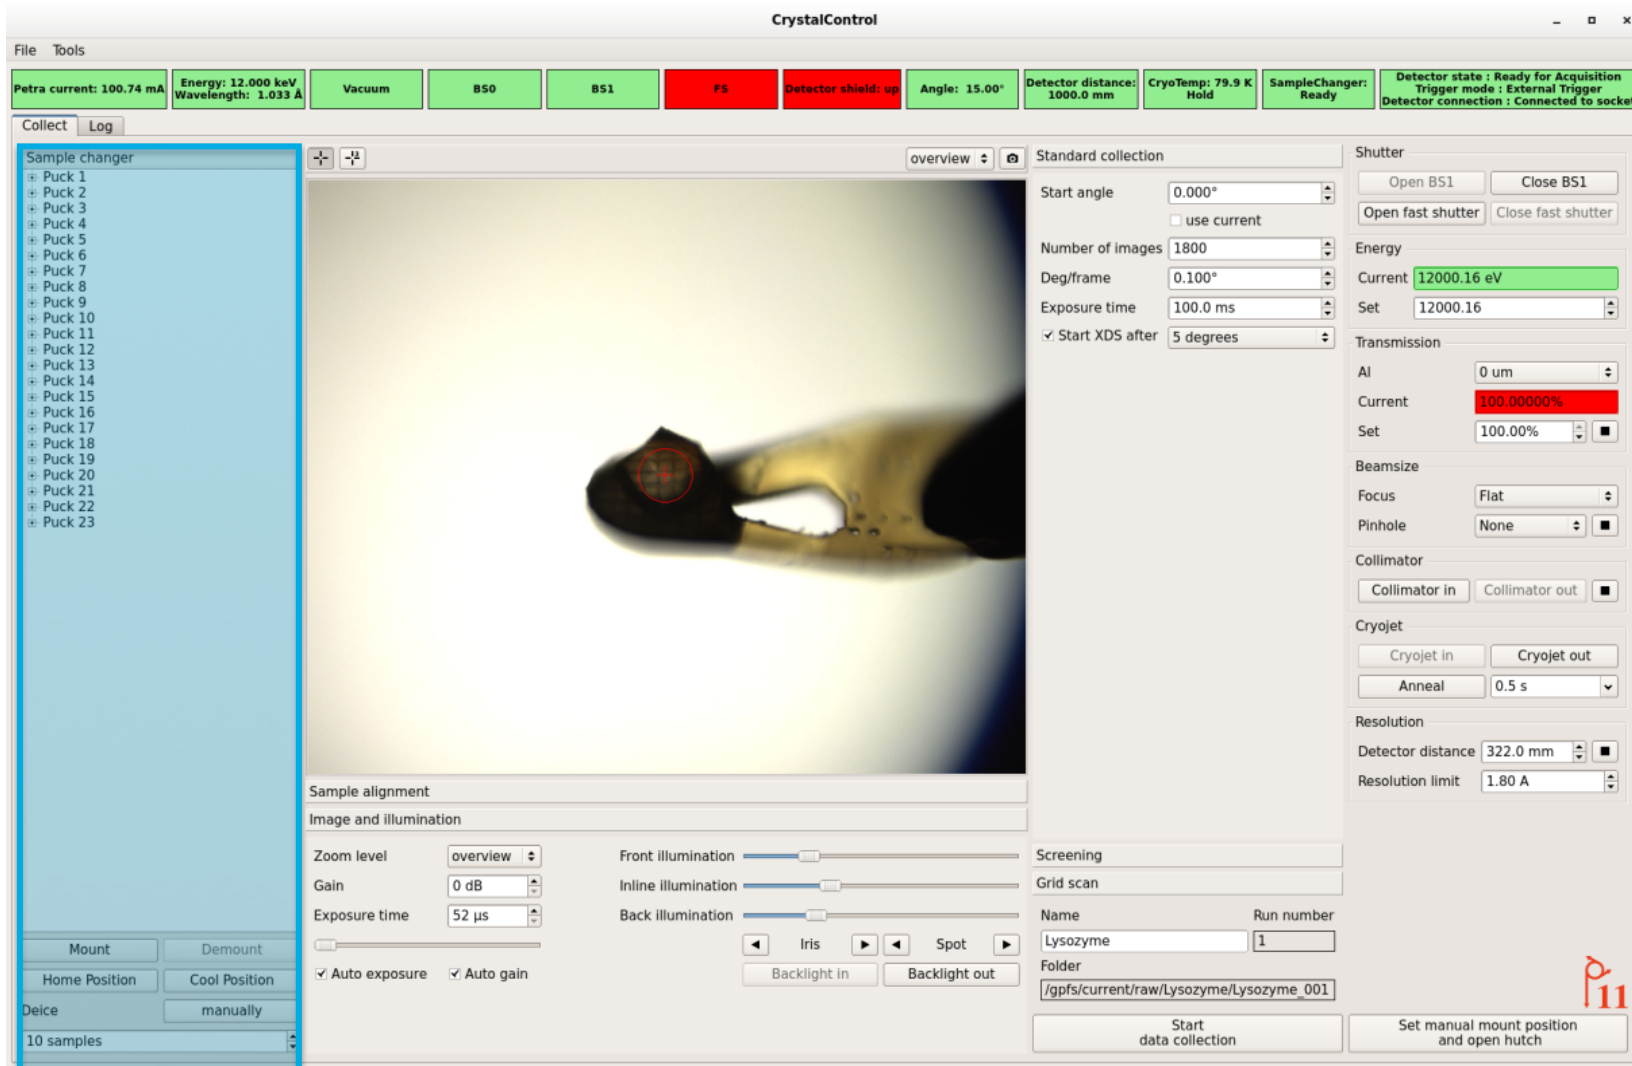 CrystalControl
File Tools
Petra current: 100.74 mA
Energy: 12.000 keV
Wavelength: 1.033 Å
Vacuum
BS0
BS1
FS
Detector shield: up
Angle: 15.00°
Detector distance:
1000.0 mm
CryoTemp: 79.9 K
Hold
SampleChanger:
Ready
Detector state : Ready for Acquisition
Trigger mode : External Trigger
Detector connection : Connected to socket
Collect Log
Sample changer
Puck 1
Puck 2
Puck 3
Puck 4
Puck 5
Puck 6
Puck 7
Puck 8
Puck 9
Puck 10
Puck 11
Puck 12
Puck 13
Puck 14
Puck 15
Puck 16
Puck 17
Puck 18
Puck 19
Puck 20
Puck 21
Puck 22
Puck 23
Mount Demount
Home Position Cool Position
Deice manually
10 samples
overview
Sample alignment
Image and illumination
Zoom level overview
Gain 0 dB
Exposure time 52 µs
Auto exposure Auto gain
Front illumination
Inline illumination
Back illumination
Iris Spot
Backlight in Backlight out
Standard collection
Start angle 0.000°
use current
Number of images 1800
Deg/frame 0.100°
Exposure time 100.0 ms
Start XDS after 5 degrees
Screening
Grid scan
Name Run number
Lysozyme 1
Folder
/gpfs/current/raw/Lysozyme/Lysozyme_001
Start
data collection
Shutter
Open BS1 Close BS1
Open fast shutter Close fast shutter
Energy
Current 12000.16 eV
Set 12000.16
Transmission
Al 0 um
Current 100.00000%
Set 100.00%
Beamsize
Focus Flat
Pinhole None
Collimator
Collimator in Collimator out
Cryojet
Cryojet in Cryojet out
Anneal 0.5 s
Resolution
Detector distance 322.0 mm
Resolution limit 1.80 A
P11
Set manual mount position
and open hutch